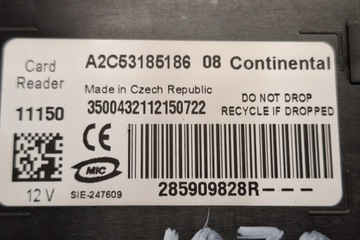 Card Reader
A2C53185186 08 Continental
Made in Czech Republic
11150
3500432112150722
DO NOT DROP
RECYCLE IF DROPPED
CE
MIC
12 V
SIE-247609
285909828R---